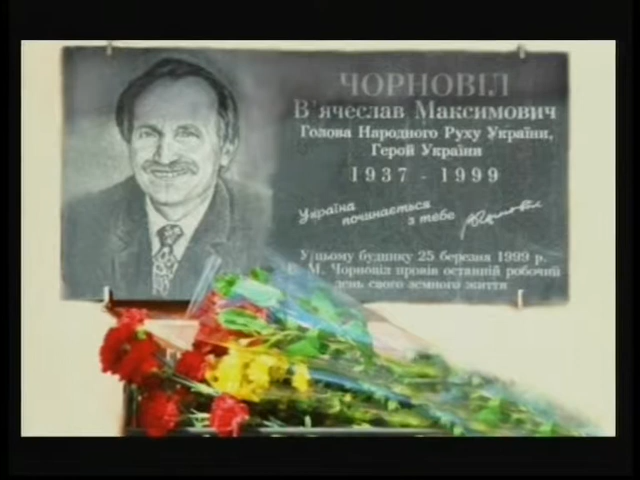 ЧОРНОВІЛ
В'ячеслав Максимович
Голова Народного Руху України,
Герой України
1937 - 1999
Україна
починається
з тебе
У цьому будинку 25 березня 1999 р.
В. М. Чорновіл провів останній робочий
день свого земного життя